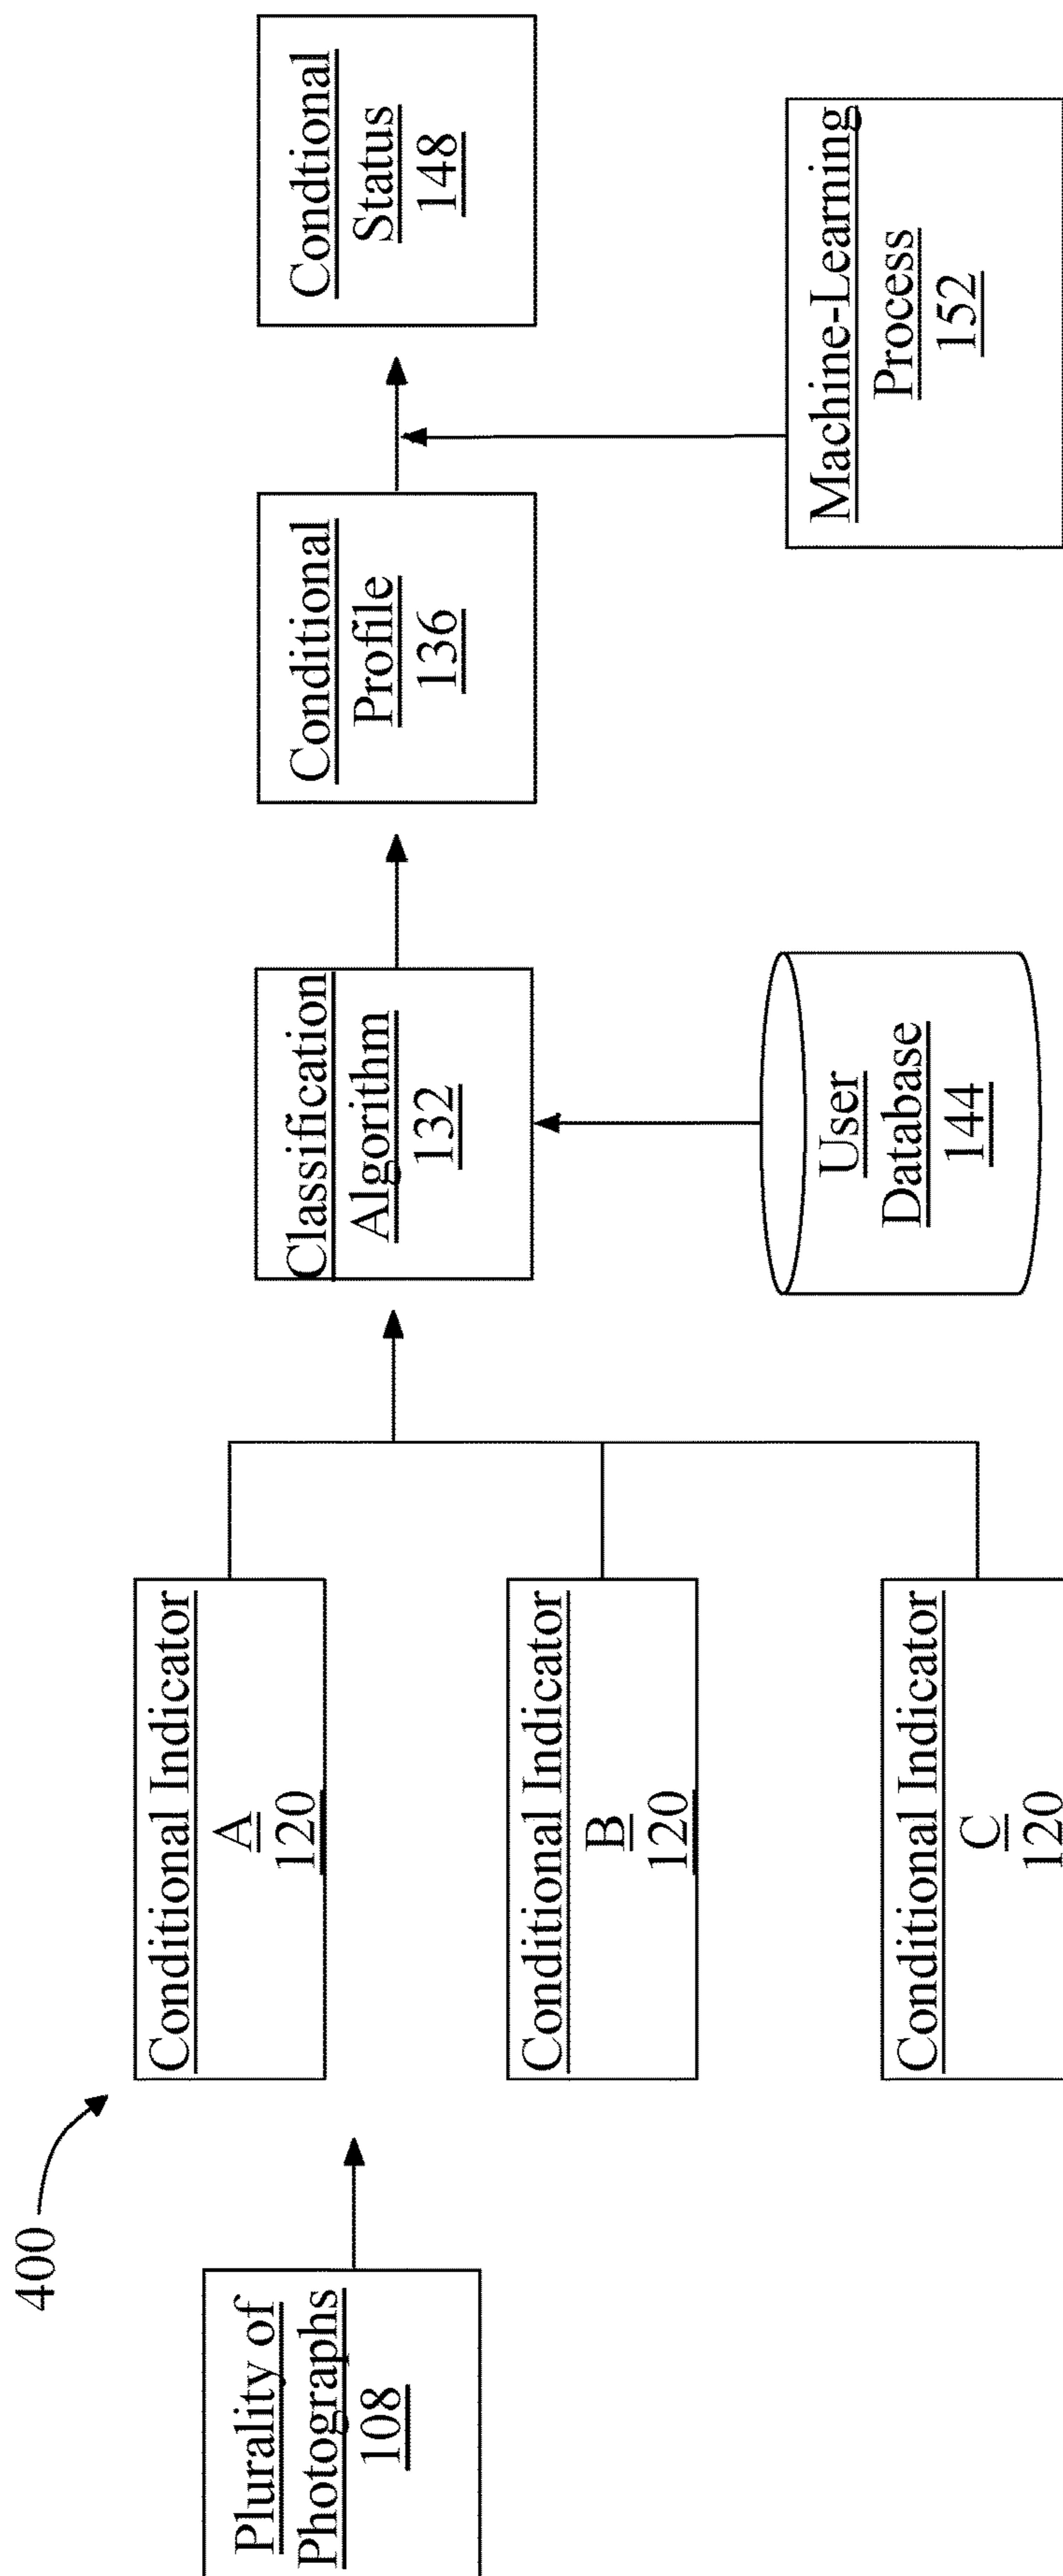 400
Plurality of
Photographs
108
Conditional Indicator
A
120
Conditional Indicator
B
120
Conditional Indicator
C
120
Classification
Algorithm
132
User
Database
144
Conditional
Profile
136
Machine-Learning
Process
152
Condtional
Status
148